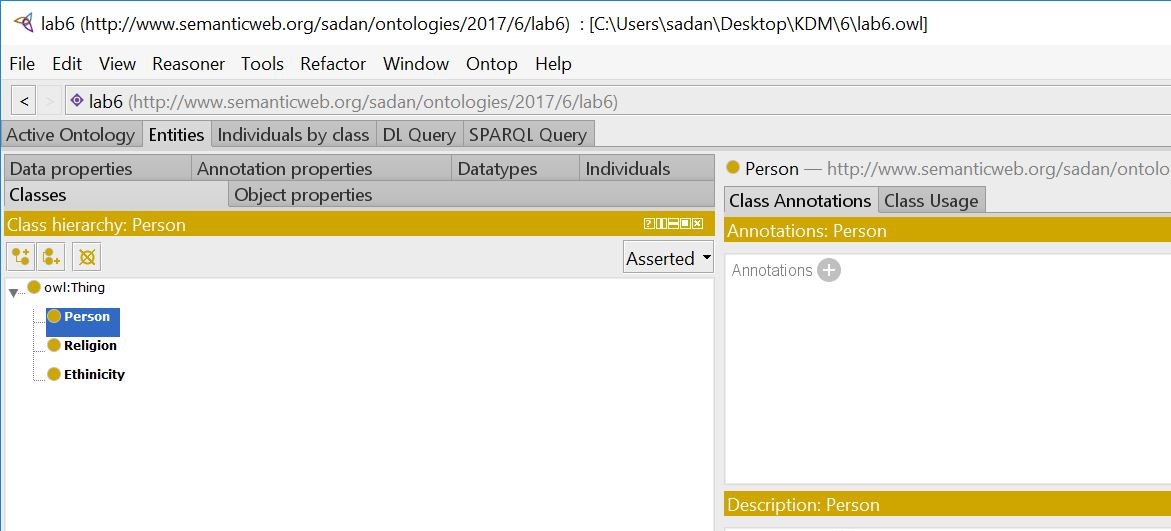 lab6 (http://www.semanticweb.org/sadan/ontologies/2017/6/lab6) : [C:\Users\sadan\Desktop\KDM\6\lab6.owl]
File Edit View Reasoner Tools Refactor Window Ontop Help
< > lab6 (http://www.semanticweb.org/sadan/ontologies/2017/6/lab6)
Active Ontology Entities Individuals by class DL Query SPARQL Query
Data properties Annotation properties Datatypes Individuals
Classes Object properties
Class hierarchy: Person
Asserted
owl:Thing
Person
Religion
Ethinicity
Person — http://www.semanticweb.org/sadan/ontolo
Class Annotations Class Usage
Annotations: Person
Annotations
Description: Person